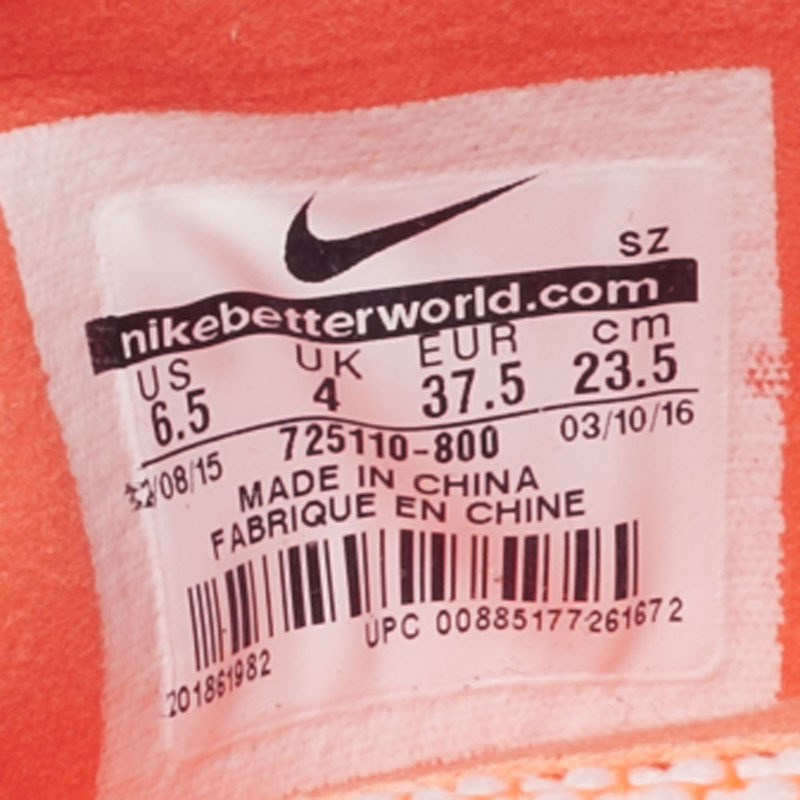 SZ
nikebetterworld.com
US UK EUR cm
6.5 4 37.5 23.5
12/08/15 725110-800 03/10/16
MADE IN CHINA
FABRIQUE EN CHINE
UPC 00885177261672
201861982